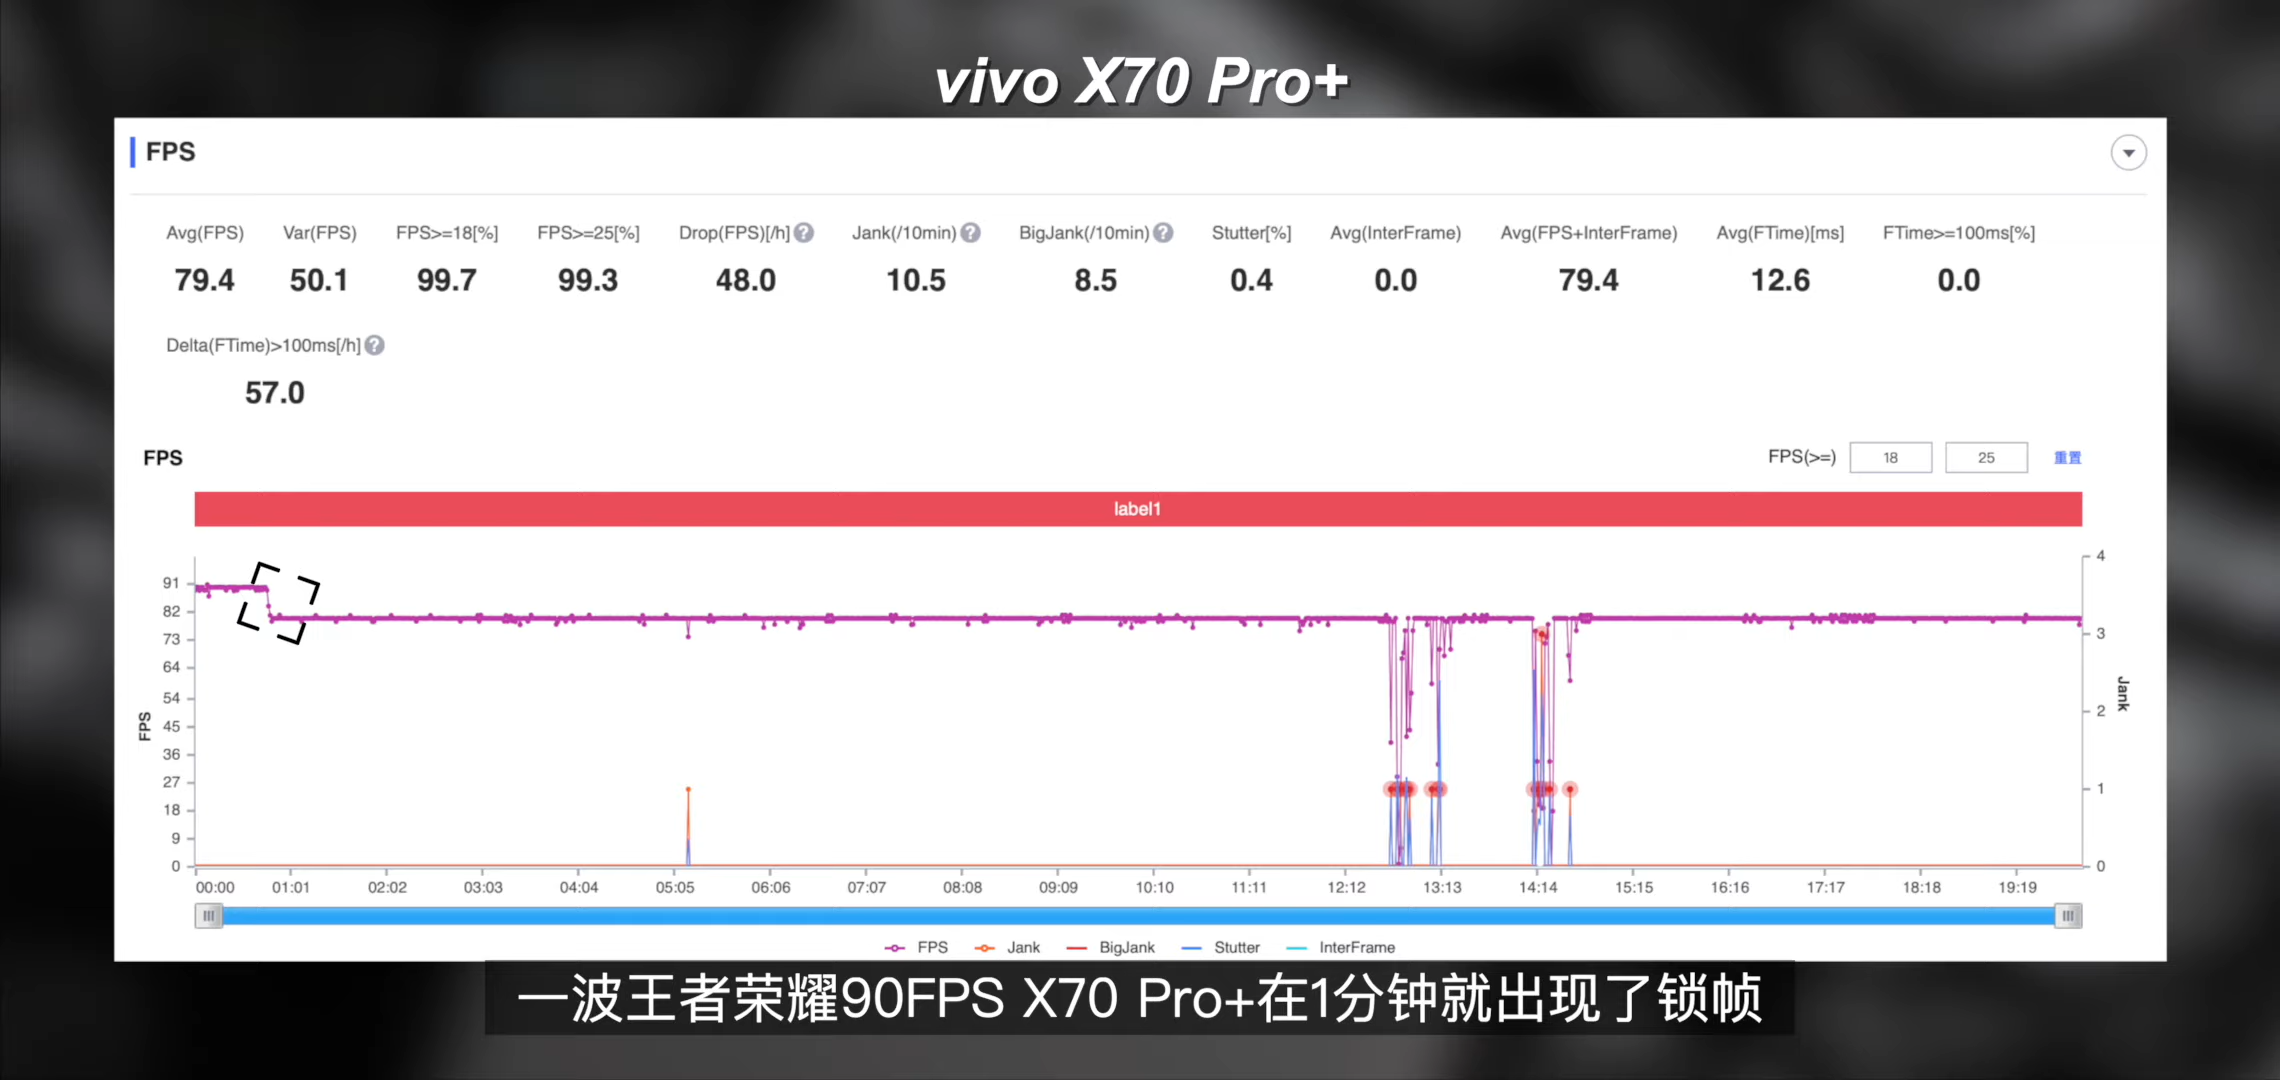 vivo X70 Pro+
FPS
Avg(FPS) Var(FPS) FPS>=18[%] FPS>=25[%] Drop(FPS)[/h] ? Jank(/10min) ? BigJank(/10min) ? Stutter[%] Avg(InterFrame) Avg(FPS+InterFrame) Avg(FTime)[ms] FTime>=100ms[%]
79.4 50.1 99.7 99.3 48.0 10.5 8.5 0.4 0.0 79.4 12.6 0.0
Delta(FTime)>100ms[/h] ?
57.0
FPS FPS(>=) 18 25 重置
label1
91
82
73
64
54
45
36
27
18
9
0
FPS
4
3
2
1
0
Jank
00:00 01:01 02:02 03:03 04:04 05:05 06:06 07:07 08:08 09:09 10:10 11:11 12:12 13:13 14:14 15:15 16:16 17:17 18:18 19:19
FPS Jank BigJank Stutter InterFrame
一波王者荣耀90FPS X70 Pro+在1分钟就出现了锁帧